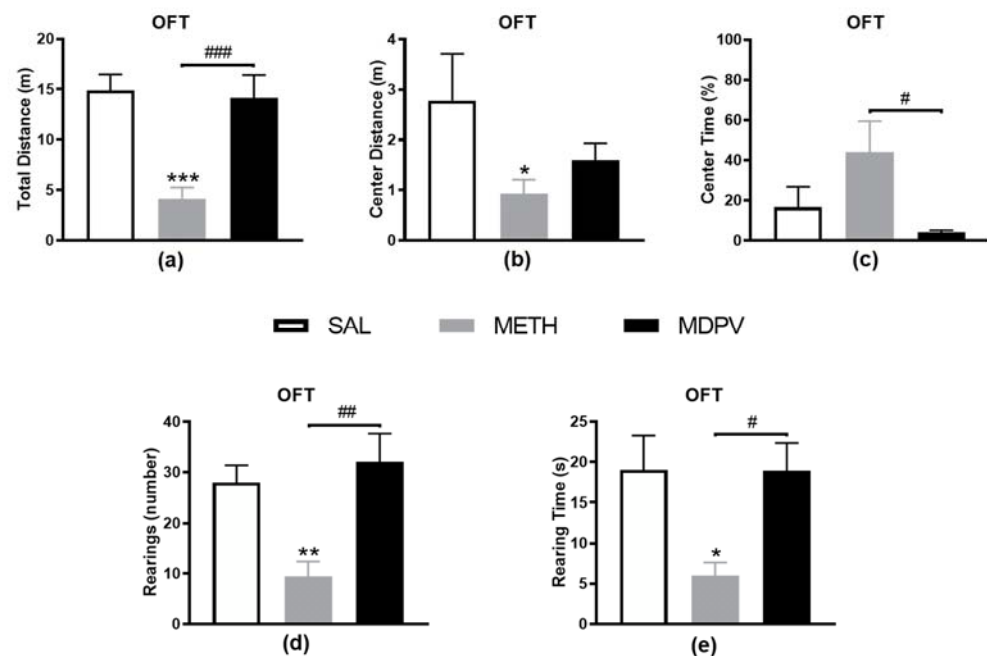 OFT
Total Distance (m)
20
15
10
5
0
***
###
(a)
OFT
Center Distance (m)
4
3
2
1
0
*
(b)
OFT
Center Time (%)
100
80
60
40
20
0
#
(c)
SAL METH MDPV
OFT
Rearings (number)
40
30
20
10
0
**
##
(d)
OFT
Rearing Time (s)
25
20
15
10
5
0
*
#
(e)